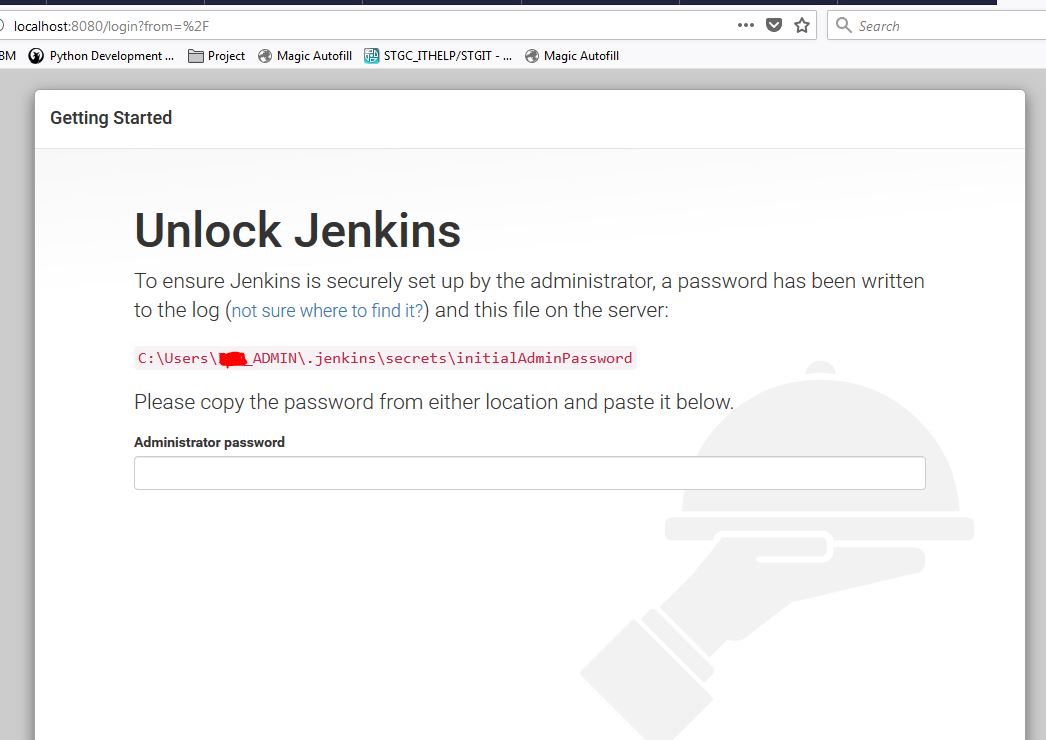 localhost:8080/login?from=%2F
Search
BM Python Development ... Project Magic Autofill STGC_ITHELP/STGIT - ... Magic Autofill
Getting Started
Unlock Jenkins
To ensure Jenkins is securely set up by the administrator, a password has been written
to the log (not sure where to find it?) and this file on the server:
C:\Users\ _ADMIN\.jenkins\secrets\initialAdminPassword
Please copy the password from either location and paste it below.
Administrator password